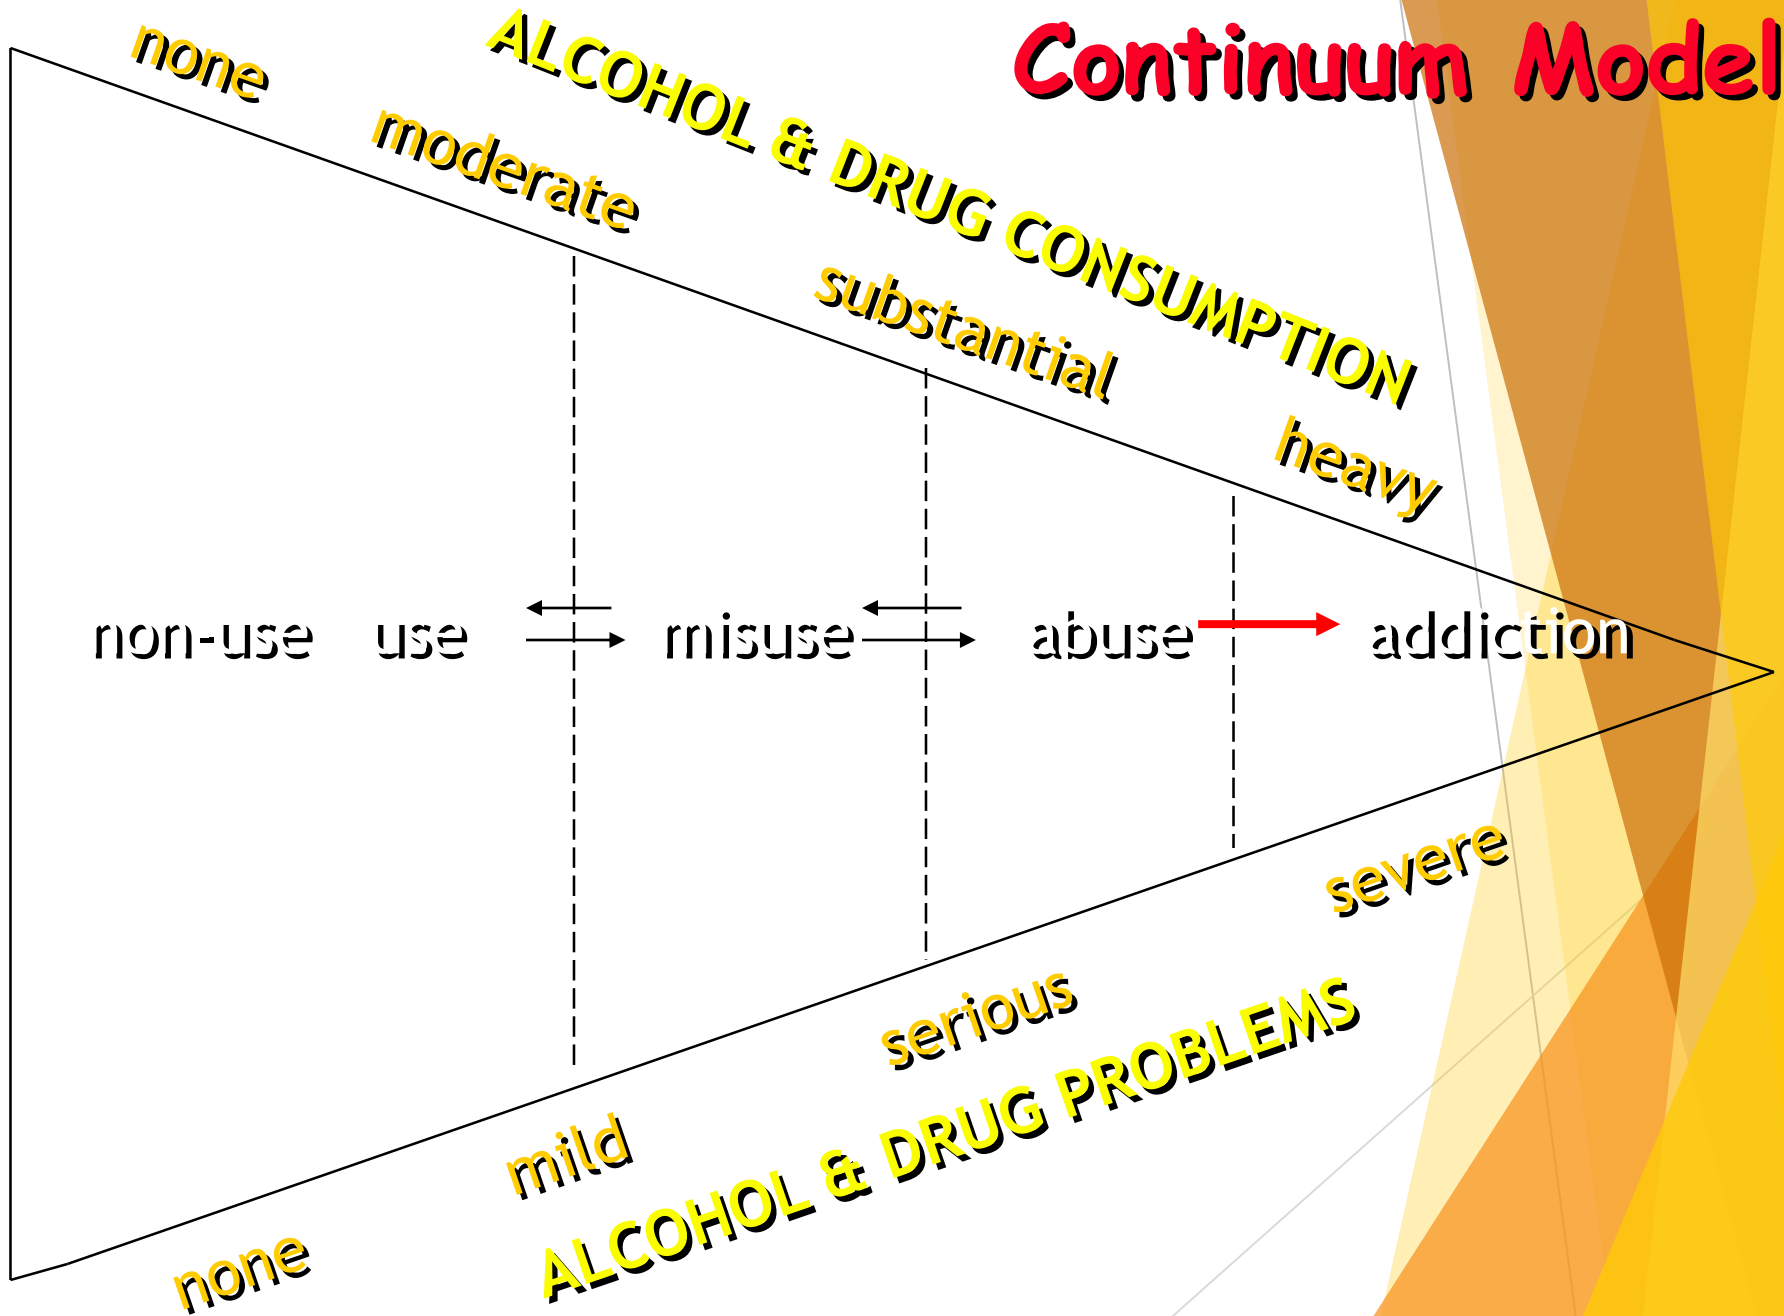 Continuum Model
ALCOHOL & DRUG CONSUMPTION
none
moderate
substantial
heavy
non-use use misuse abuse addiction
severe
serious
mild
none
ALCOHOL & DRUG PROBLEMS